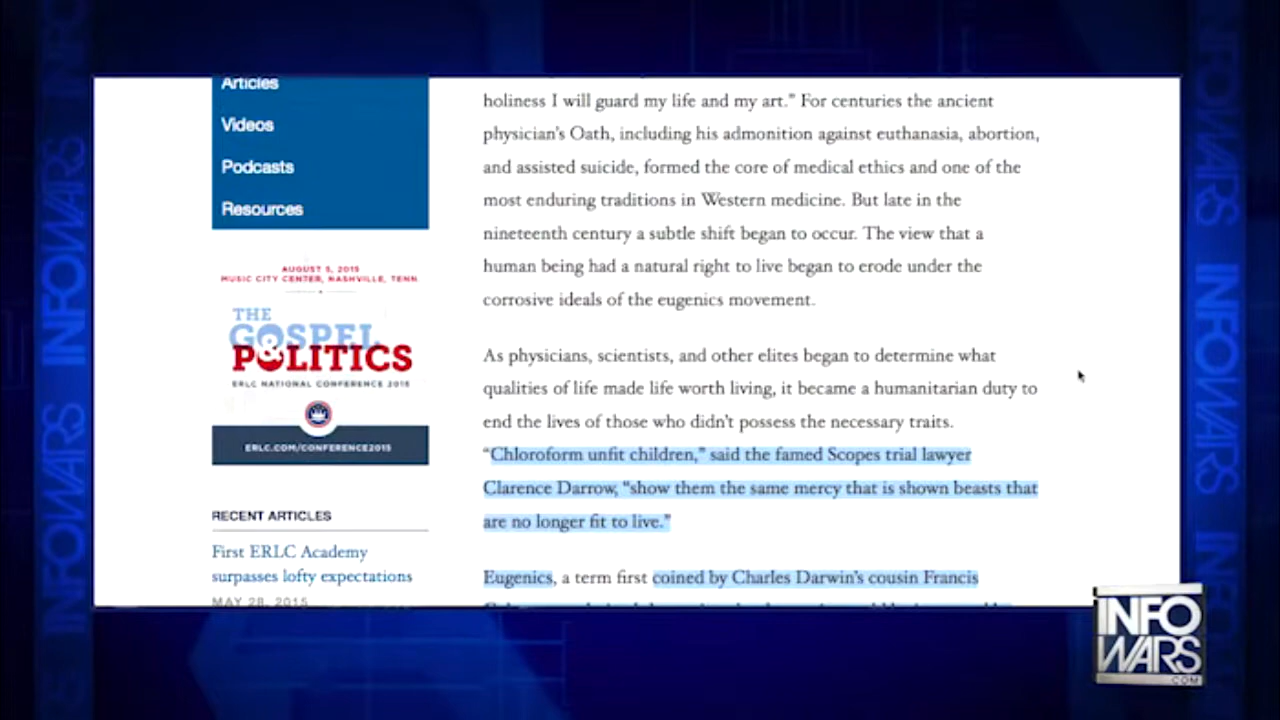 Articles
Videos
Podcasts
Resources
AUGUST 5, 2015
MUSIC CITY CENTER, NASHVILLE, TENN
THE
GOSPEL
& POLITICS
ERLC NATIONAL CONFERENCE 2015
ERLC.COM/CONFERENCE2015
RECENT ARTICLES
First ERLC Academy
surpasses lofty expectations
MAY 28, 2015
holiness I will guard my life and my art.” For centuries the ancient
physician’s Oath, including his admonition against euthanasia, abortion,
and assisted suicide, formed the core of medical ethics and one of the
most enduring traditions in Western medicine. But late in the
nineteenth century a subtle shift began to occur. The view that a
human being had a natural right to live began to erode under the
corrosive ideals of the eugenics movement.
As physicians, scientists, and other elites began to determine what
qualities of life made life worth living, it became a humanitarian duty to
end the lives of those who didn’t possess the necessary traits.
“Chloroform unfit children,” said the famed Scopes trial lawyer
Clarence Darrow, “show them the same mercy that is shown beasts that
are no longer fit to live.”
Eugenics, a term first coined by Charles Darwin’s cousin Francis
INFO
WARS
.COM
INFOWARS
INFOWARS
INFOWARS
INFOWARS